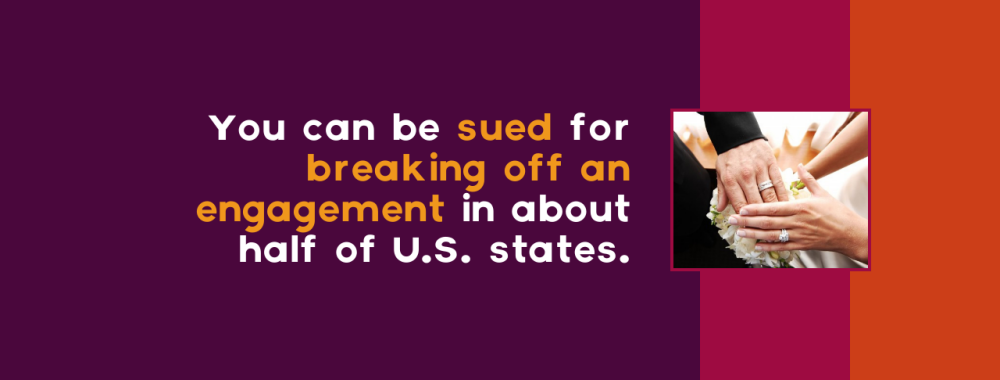 You can be sued for
breaking off an
engagement in about
half of U.S. states.